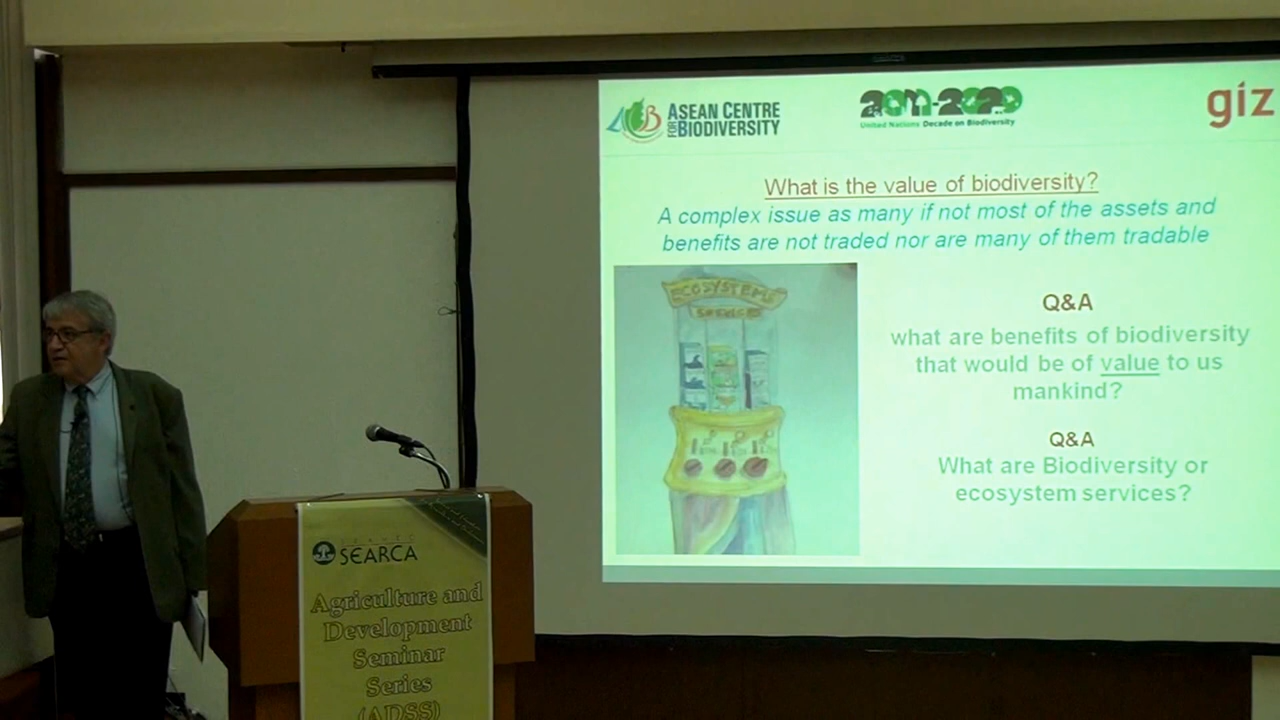 ASEAN CENTRE
FOR BIODIVERSITY
2011-2020
United Nations Decade on Biodiversity
giz
What is the value of biodiversity?
A complex issue as many if not most of the assets and
benefits are not traded nor are many of them tradable
ECOSYSTEMS
SERVICES
Q&A
what are benefits of biodiversity
that would be of value to us
mankind?
Q&A
What are Biodiversity or
ecosystem services?
SEARCA
Agriculture and
Development
Seminar
Series
(ADSS)